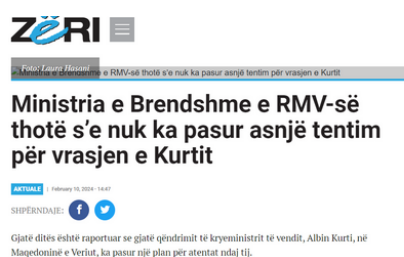 ZëRI
Foto: Laura Hasani
Ministria e Brendshme e RMV-së thotë s'e nuk ka pasur asnjë tentim për vrasjen e Kurtit
Ministria e Brendshme e RMV-së
thotë s'e nuk ka pasur asnjë tentim
për vrasjen e Kurtit
AKTUALE | February 10, 2024 - 14:47
SHPËRNDAJE:
Gjatë ditës është raportuar se gjatë qëndrimit të kryeministrit të vendit, Albin Kurti, në
Maqedoninë e Veriut, ka pasur një plan për atentat ndaj tij.